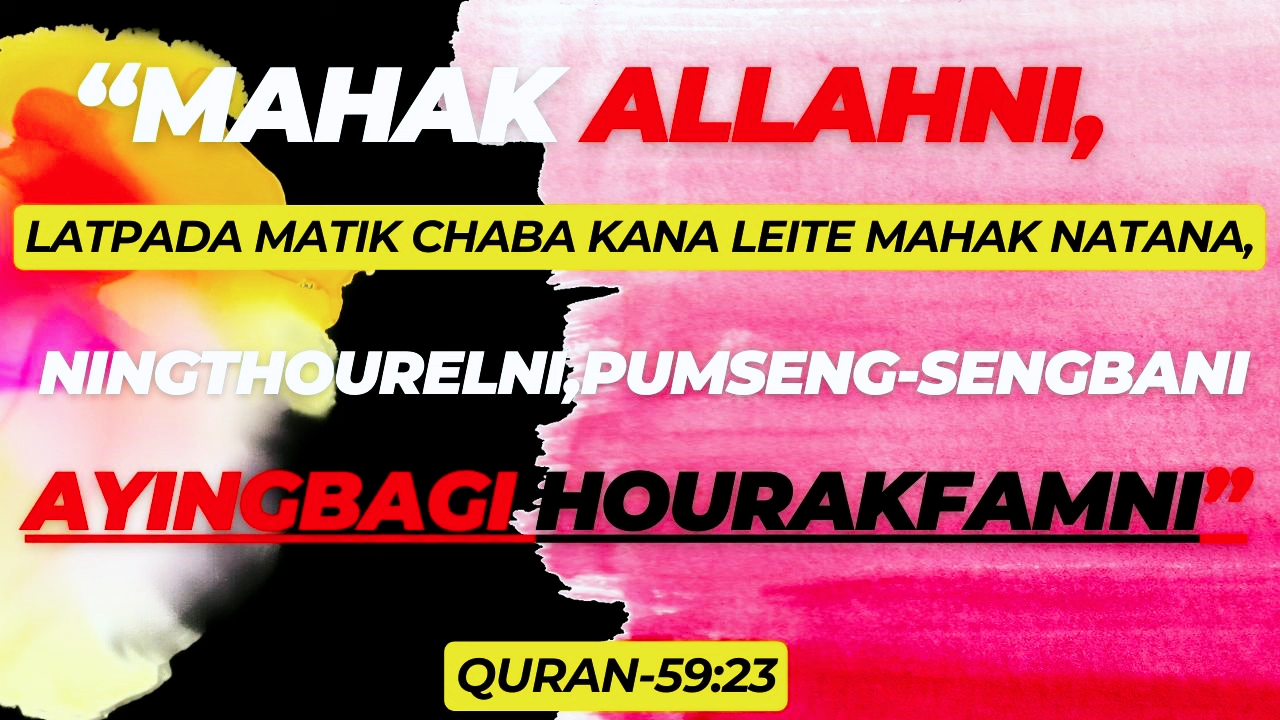 “MAHAK ALLAHNI,
LATPADA MATIK CHABA KANA LEITE MAHAK NATANA,
NINGTHOURELNI,PUMSENG-SENGBANI
AYINGBAGI HOURAKFAMNI”
QURAN-59:23